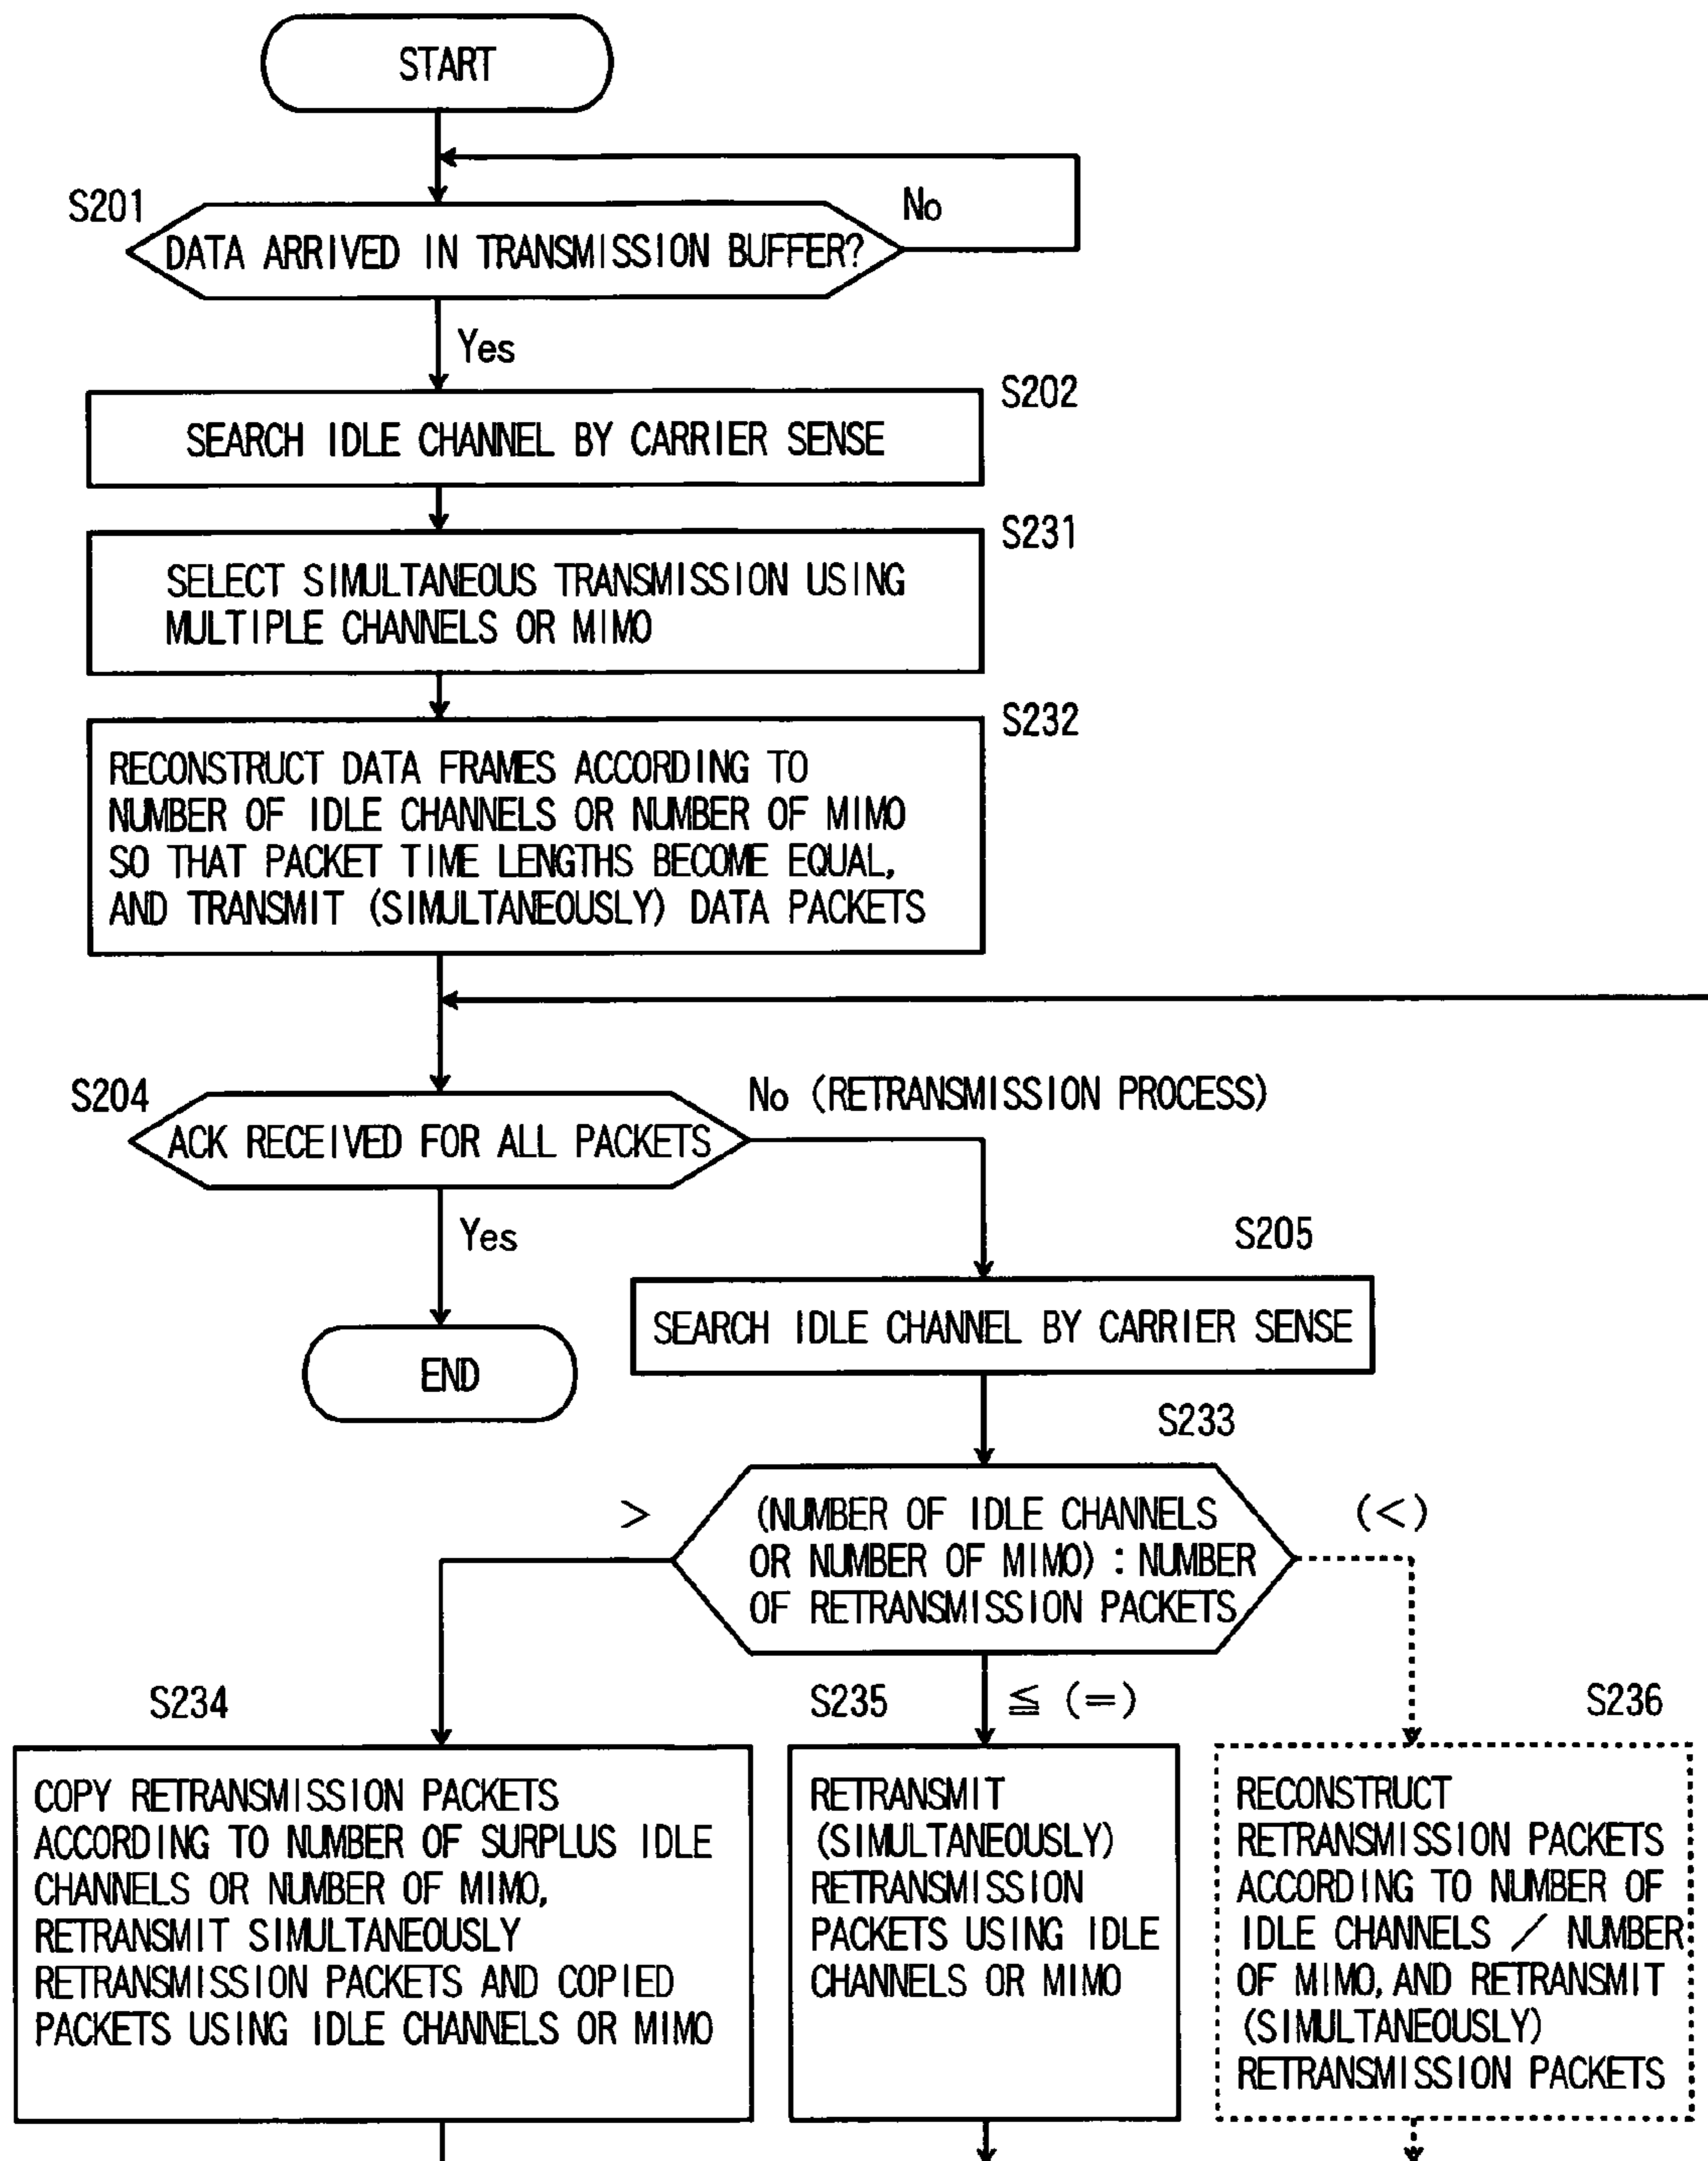 START
S201
No
DATA ARRIVED IN TRANSMISSION BUFFER?
Yes
S202
SEARCH IDLE CHANNEL BY CARRIER SENSE
S231
SELECT SIMULTANEOUS TRANSMISSION USING
MULTIPLE CHANNELS OR MIMO
S232
RECONSTRUCT DATA FRAMES ACCORDING TO
NUMBER OF IDLE CHANNELS OR NUMBER OF MIMO
SO THAT PACKET TIME LENGTHS BECOME EQUAL,
AND TRANSMIT (SIMULTANEOUSLY) DATA PACKETS
S204
No (RETRANSMISSION PROCESS)
ACK RECEIVED FOR ALL PACKETS
Yes
S205
SEARCH IDLE CHANNEL BY CARRIER SENSE
END
S233
>
(NUMBER OF IDLE CHANNELS
OR NUMBER OF MIMO) : NUMBER
OF RETRANSMISSION PACKETS
(<)
S234
S235
≦ (=)
S236
COPY RETRANSMISSION PACKETS
ACCORDING TO NUMBER OF SURPLUS IDLE
CHANNELS OR NUMBER OF MIMO,
RETRANSMIT SIMULTANEOUSLY
RETRANSMISSION PACKETS AND COPIED
PACKETS USING IDLE CHANNELS OR MIMO
RETRANSMIT
(SIMULTANEOUSLY)
RETRANSMISSION
PACKETS USING IDLE
CHANNELS OR MIMO
RECONSTRUCT
RETRANSMISSION PACKETS
ACCORDING TO NUMBER OF
IDLE CHANNELS / NUMBER
OF MIMO, AND RETRANSMIT
(SIMULTANEOUSLY)
RETRANSMISSION PACKETS